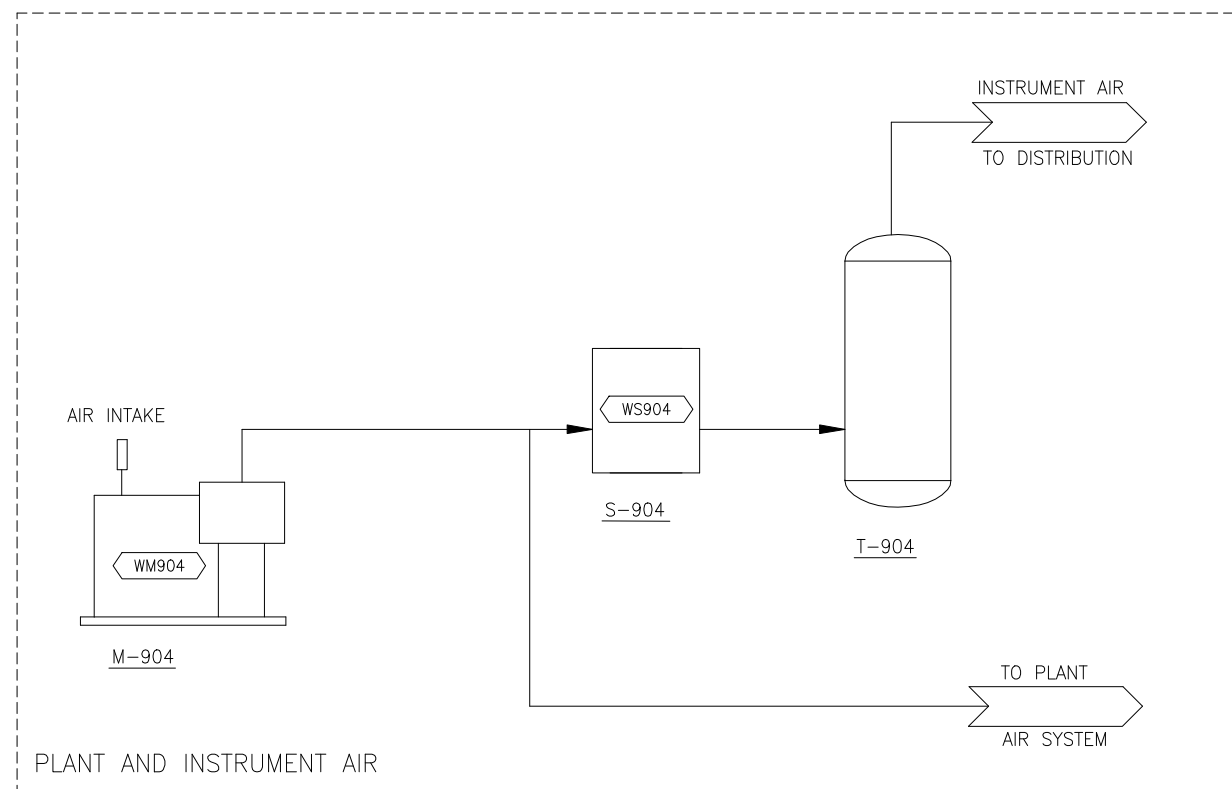 INSTRUMENT AIR
TO DISTRIBUTION
AIR INTAKE
WS904
S-904
T-904
WM904
M-904
TO PLANT
AIR SYSTEM
PLANT AND INSTRUMENT AIR